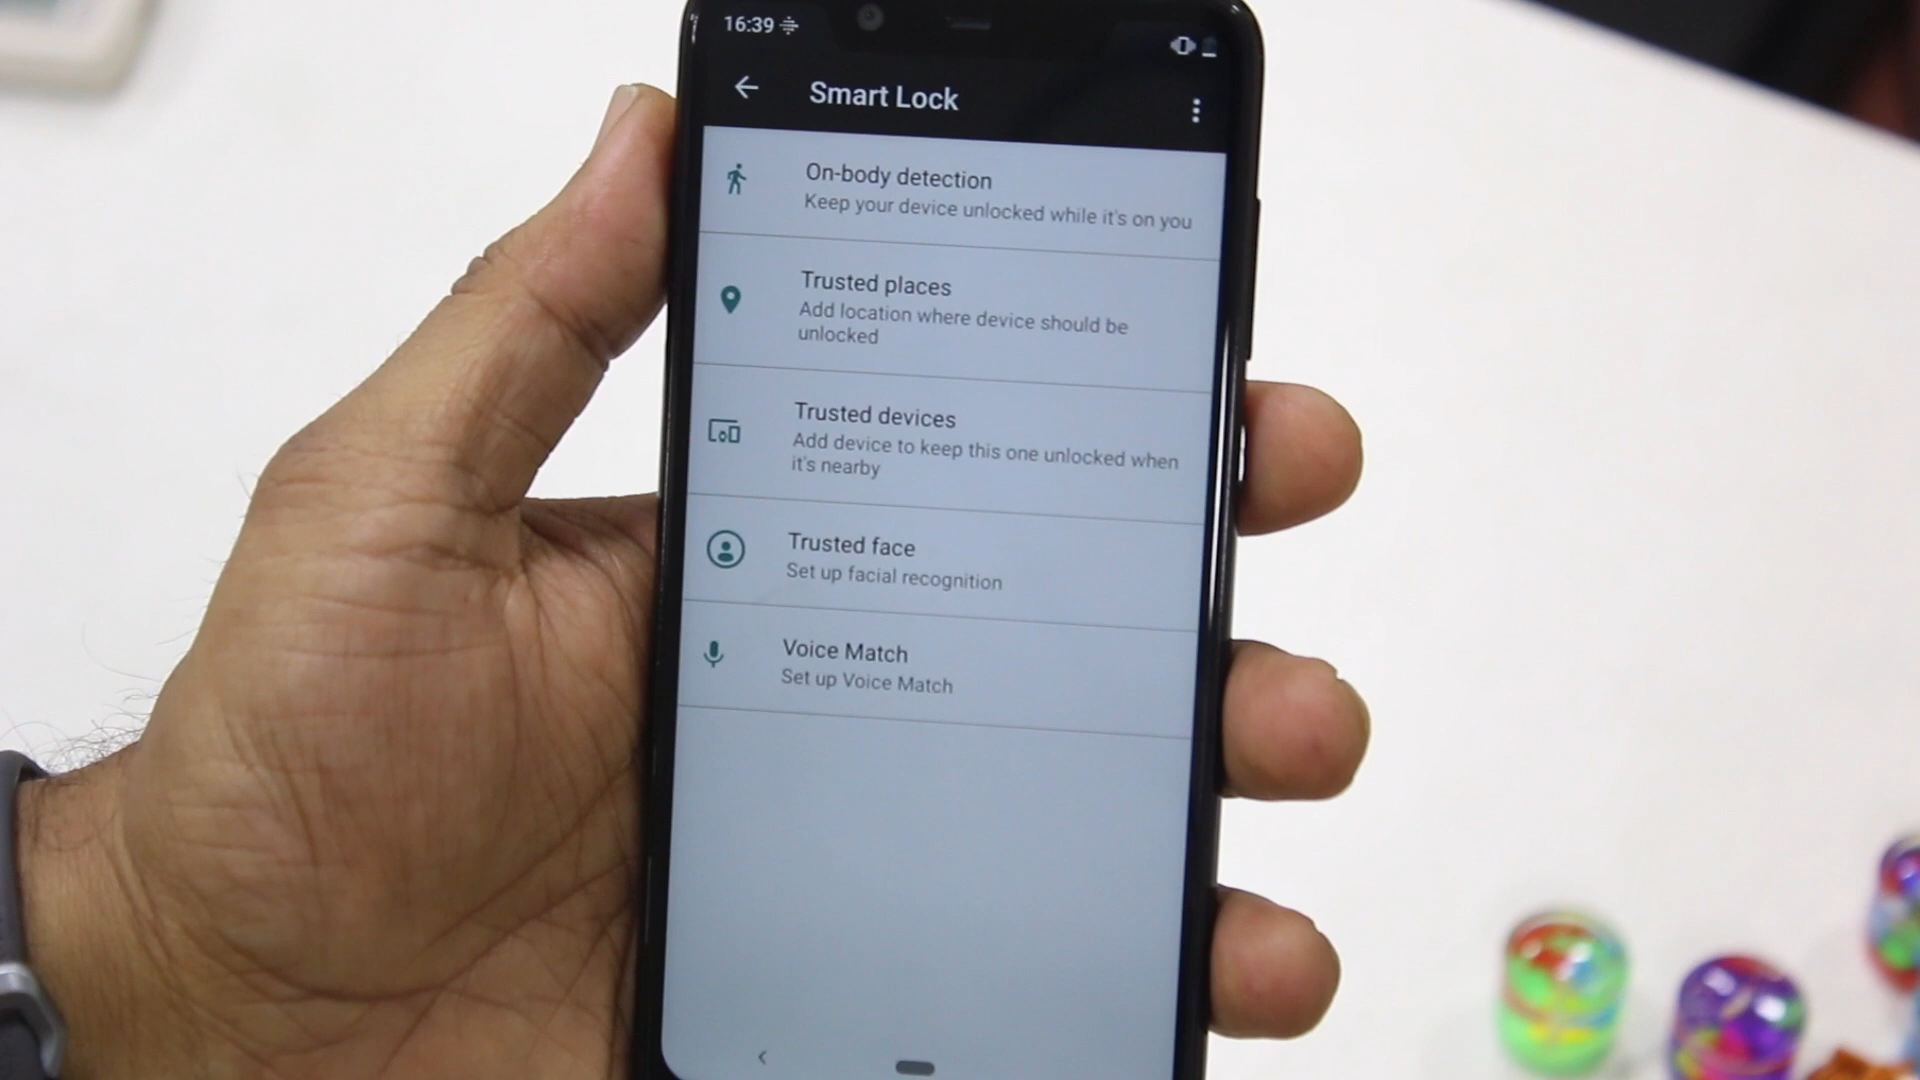 16:39
Smart Lock
On-body detection
Keep your device unlocked while it's on you
Trusted places
Add location where device should be
unlocked
Trusted devices
Add device to keep this one unlocked when
it's nearby
Trusted face
Set up facial recognition
Voice Match
Set up Voice Match